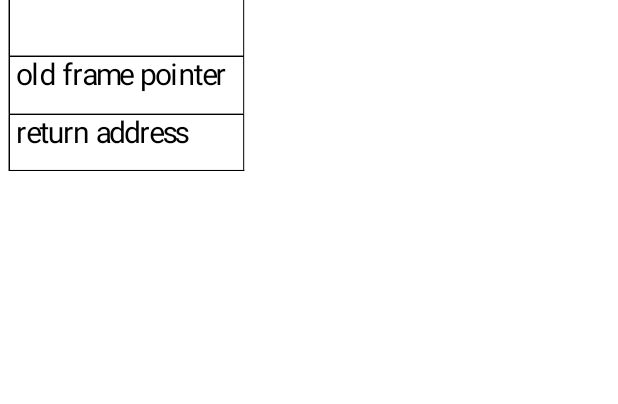 old frame pointer
return address